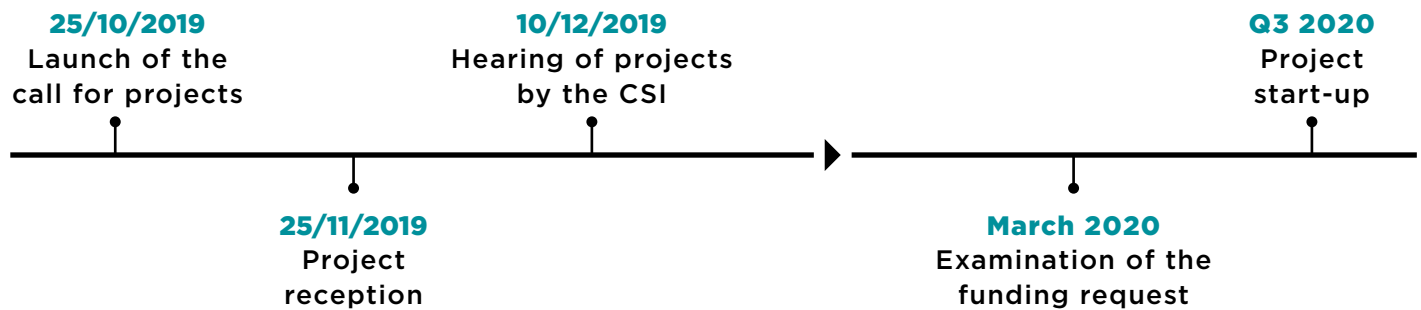 25/10/2019
Launch of the
call for projects
25/11/2019
Project
reception
10/12/2019
Hearing of projects
by the CSI
March 2020
Examination of the
funding request
Q3 2020
Project
start-up